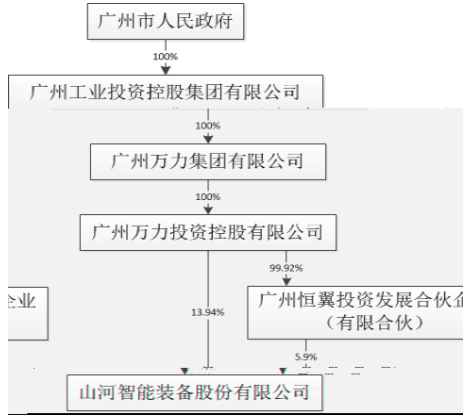 广州市人民政府
100%
广州工业投资控股集团有限公司
100%
广州万力集团有限公司
100%
广州万力投资控股有限公司
99.92%
企业
13.94%
广州恒翼投资发展合伙企
（有限合伙）
5.9%
山河智能装备股份有限公司